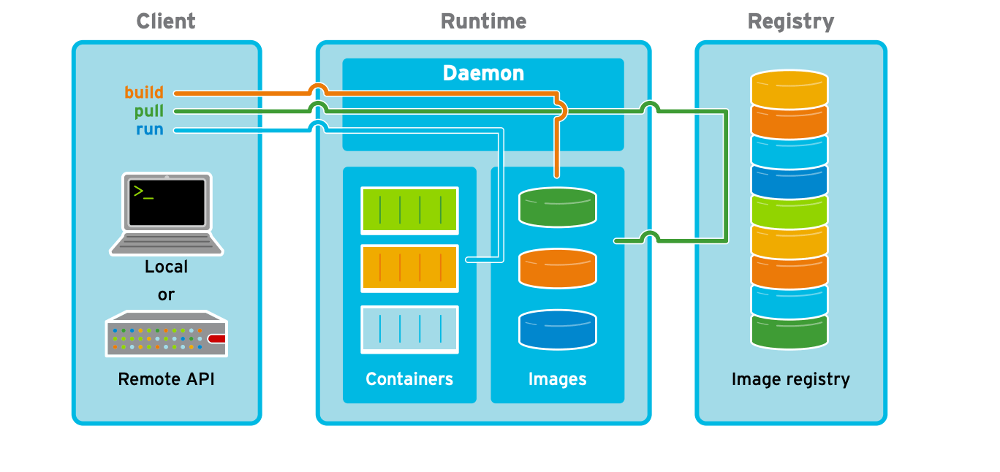 Client
Runtime
Registry
Daemon
build
pull
run
>_
Local
or
Remote API
Containers
Images
Image registry